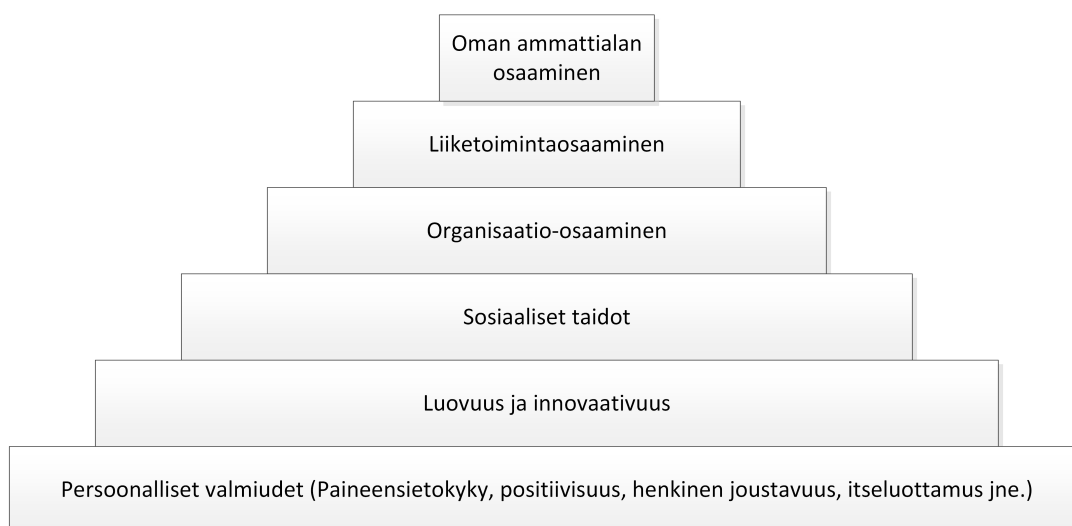 Oman ammattialan
osaaminen
Liiketoimintaosaaminen
Organisaatio-osaaminen
Sosiaaliset taidot
Luovuus ja innovaativuus
Persoonalliset valmiudet (Paineensietokyky, positiivisuus, henkinen joustavuus, itseluottamus jne.)